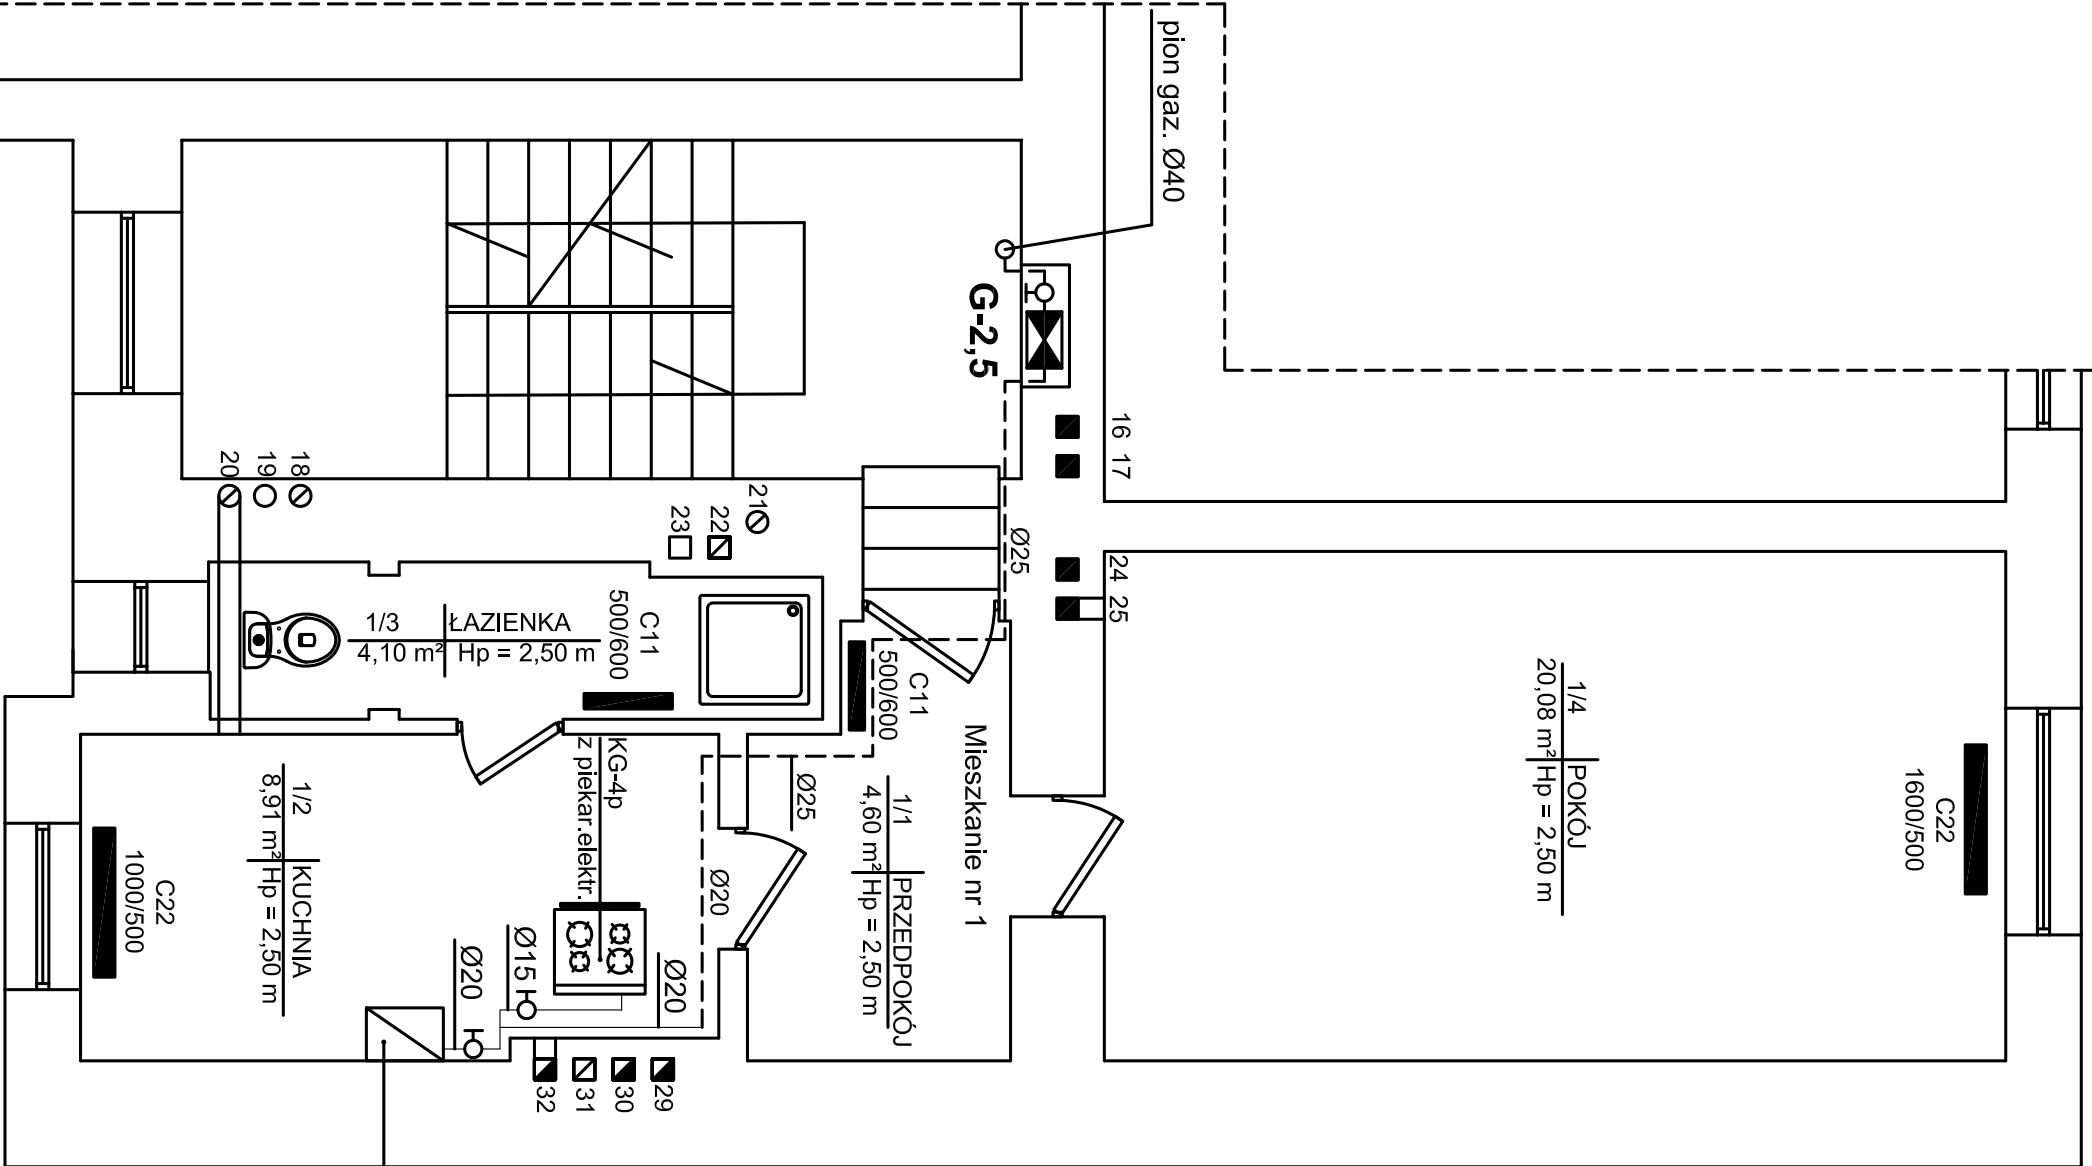 pion gaz. Ø40
G-2,5
16
17
18
19
20
21
22
23
Ø25
24
25
1/3 ŁAZIENKA
4,10 m² Hp = 2,50 m
C11
500/600
C11
500/600
Mieszkanie nr 1
1/4 POKÓJ
20,08 m² Hp = 2,50 m
C22
1600/500
KG-4p
z piekar.elektr.
Ø25
1/1 PRZEDPOKÓJ
4,60 m² Hp = 2,50 m
1/2 KUCHNIA
8,91 m² Hp = 2,50 m
C22
1000/500
Ø20
Ø15
Ø20
Ø20
32
31
30
29